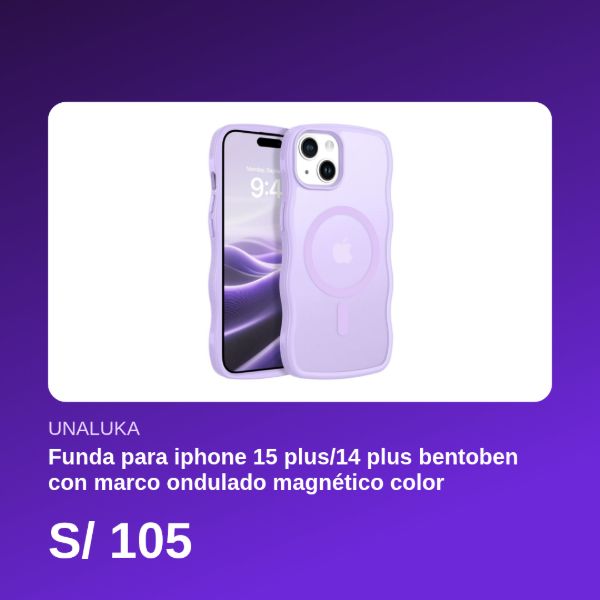 UNALUKA
Funda para iphone 15 plus/14 plus bentoben
con marco ondulado magnético color
S/ 105